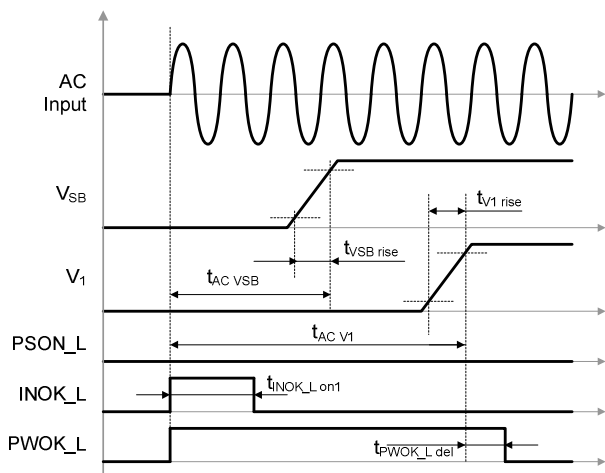 AC
Input
VSB
tV1 rise
tVSB rise
V1
tAC VSB
PSON_L
tAC V1
INOK_L
tINOK_L on1
PWOK_L
tPWOK_L del